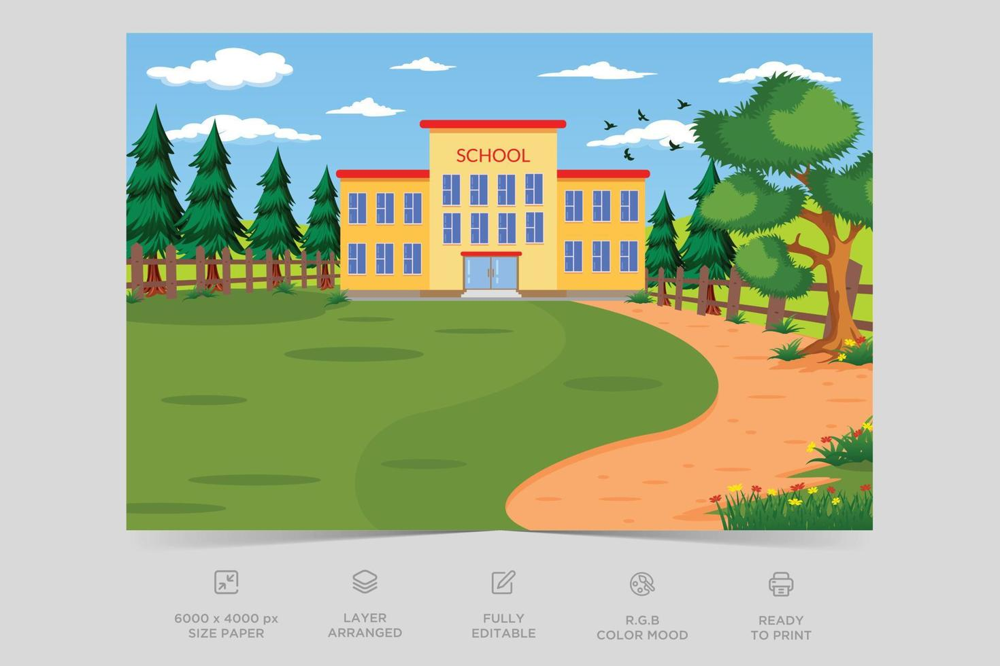 SCHOOL
6000 x 4000 px
SIZE PAPER
LAYER
ARRANGED
FULLY
EDITABLE
R.G.B
COLOR MOOD
READY
TO PRINT